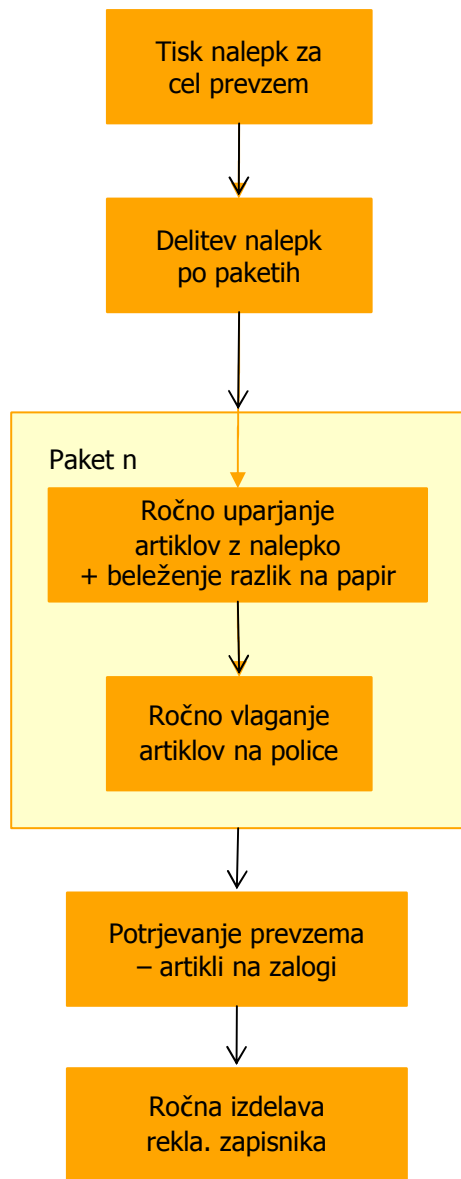 Tisk nalepk za
cel prevzem
Delitev nalepk
po paketih
Paket n
Ročno uparjanje
artiklov z nalepko
+ beleženje razlik na papir
Ročno vlaganje
artiklov na police
Potrjevanje prevzema
– artikli na zalogi
Ročna izdelava
rekla. zapisnika